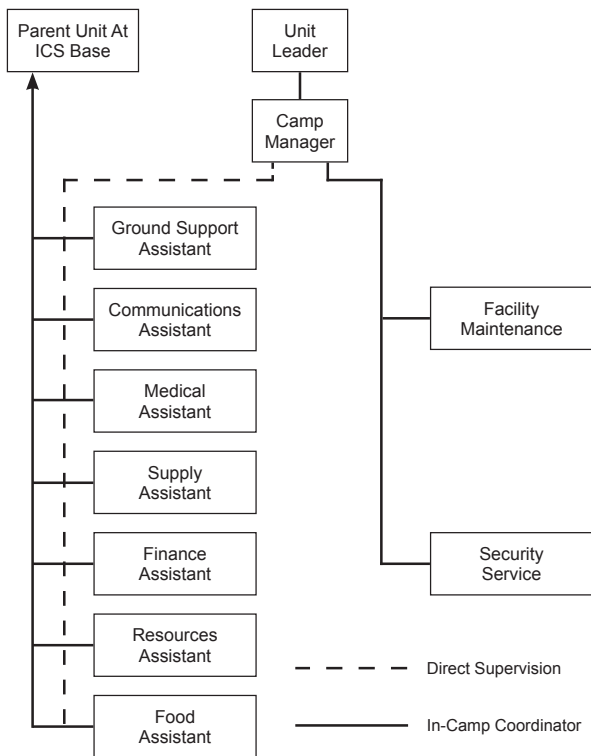 Parent Unit At
ICS Base
Unit
Leader
Camp
Manager
Ground Support
Assistant
Communications
Assistant
Medical
Assistant
Supply
Assistant
Finance
Assistant
Resources
Assistant
Food
Assistant
Facility
Maintenance
Security
Service
Direct Supervision
In-Camp Coordinator